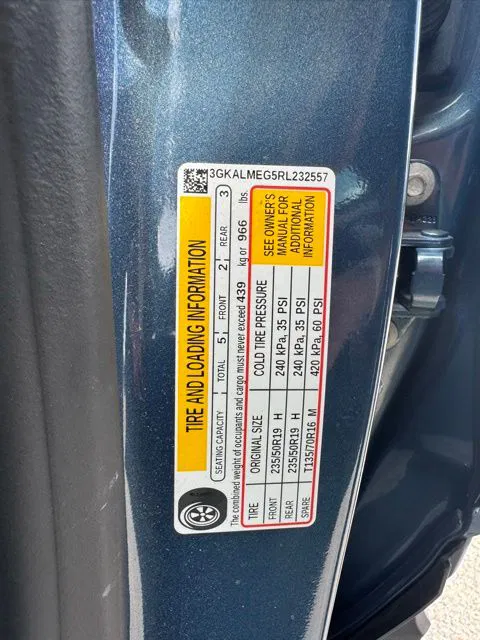 3GKALMEG5RL232557
TIRE AND LOADING INFORMATION
SEATING CAPACITY TOTAL 5 FRONT 2 REAR 3
The combined weight of occupants and cargo must never exceed 439 kg or 966 lbs.
TIRE ORIGINAL SIZE COLD TIRE PRESSURE
FRONT 235/50R19 H 240 kPa, 35 PSI
REAR 235/50R19 H 240 kPa, 35 PSI
SPARE T135/70R16 M 420 kPa, 60 PSI
SEE OWNER'S
MANUAL FOR
ADDITIONAL
INFORMATION